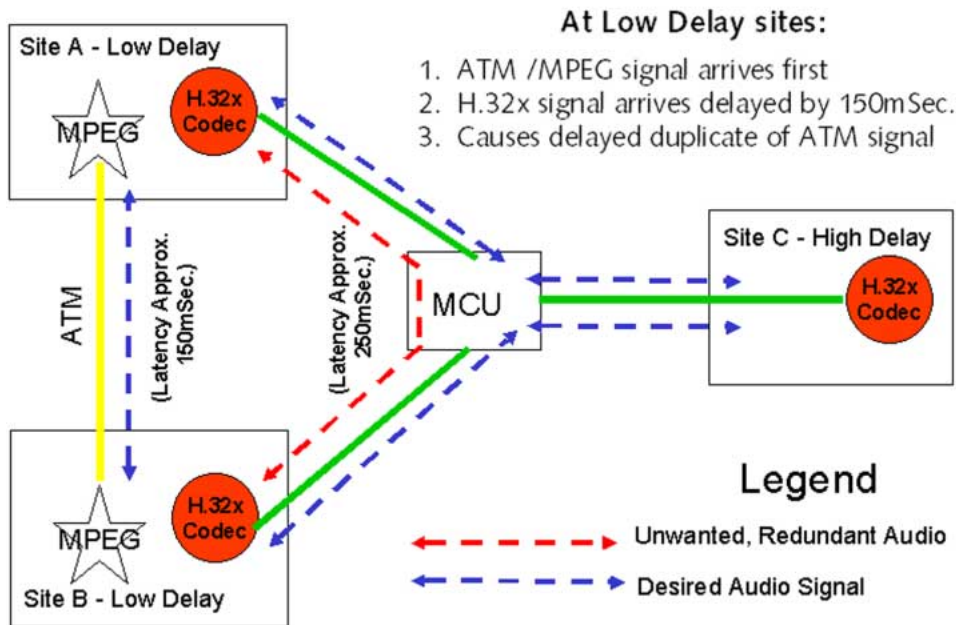 At Low Delay sites:
1. ATM /MPEG signal arrives first
2. H.32x signal arrives delayed by 150mSec.
3. Causes delayed duplicate of ATM signal
Site A - Low Delay
MPEG
H.32x
Codec
ATM
(Latency Approx.
150mSec.)
(Latency Approx.
250mSec.)
MCU
Site C - High Delay
H.32x
Codec
MPEG
H.32x
Codec
Site B - Low Delay
Legend
Unwanted, Redundant Audio
Desired Audio Signal